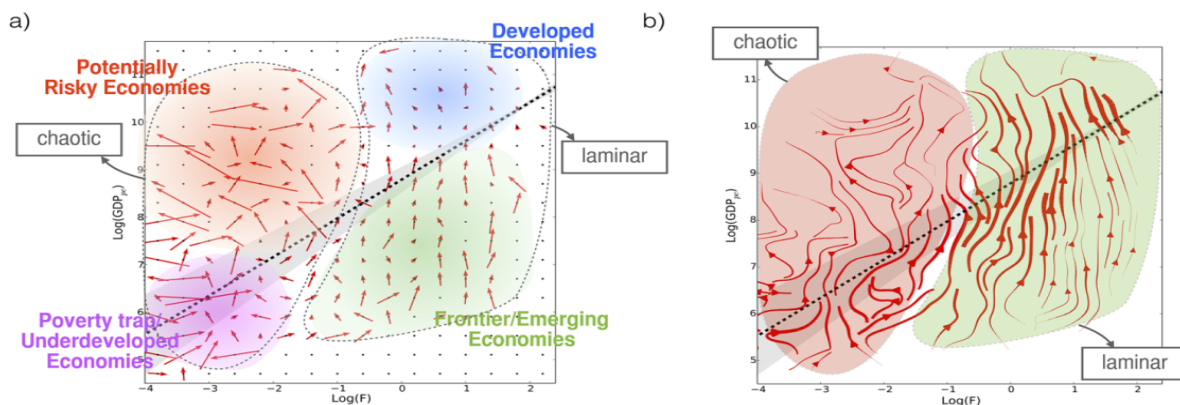 a)
Developed
Economies
Potentially
Risky Economies
chaotic
laminar
Poverty trap/
Underdeveloped
Economies
Frontier/Emerging
Economies
Log(GDPpc)
11
10
9
8
7
6
5
−4
−3
−2
−1
0
1
2
Log(F)
b)
chaotic
laminar
Log(GDPpc)
11
10
9
8
7
6
5
−4
−3
−2
−1
0
1
2
Log(F)